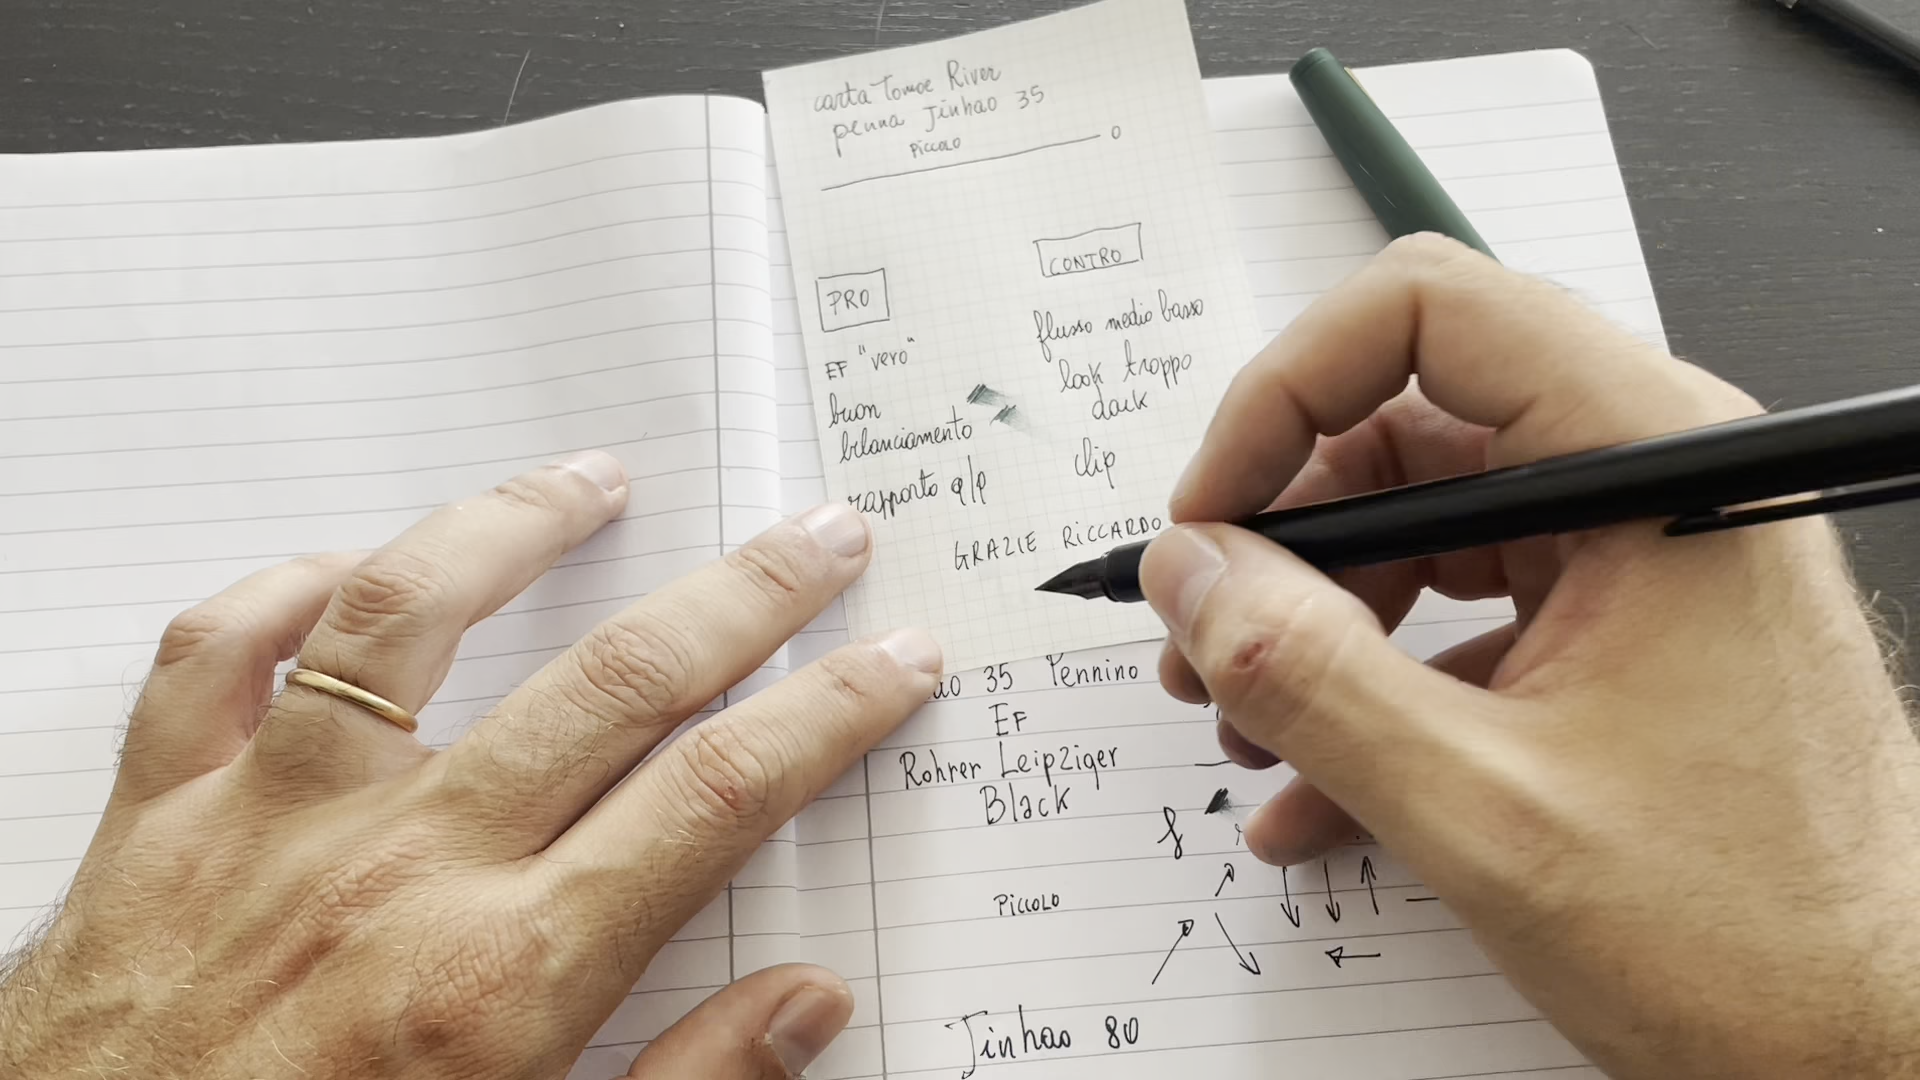 carta Tomoe River
penna Jinhao 35
PiCCOLO
PRO
EF "vero"
buon
bilanciamento
rapporto q/p
CONTRO
flusso medio basso
look troppo
dark
clip
GRAZIE RiCCARDO
35 Pennino
EF
Rohrer Leipziger
Black
PiCCOLO
Jinhao 80